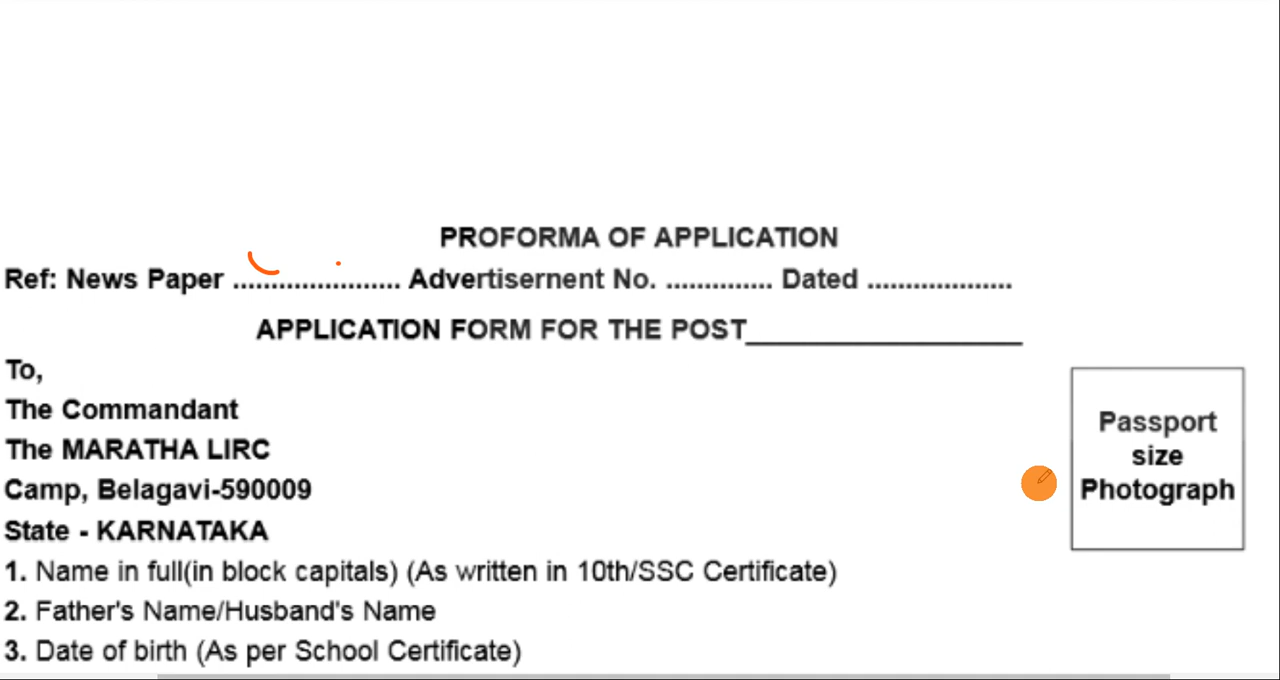 PROFORMA OF APPLICATION
Ref: News Paper ...................... Advertisernent No. .............. Dated ...................
APPLICATION FORM FOR THE POST___________________
To,
The Commandant
The MARATHA LIRC
Camp, Belagavi-590009
State - KARNATAKA
Passport
size
Photograph
1. Name in full(in block capitals) (As written in 10th/SSC Certificate)
2. Father's Name/Husband's Name
3. Date of birth (As per School Certificate)